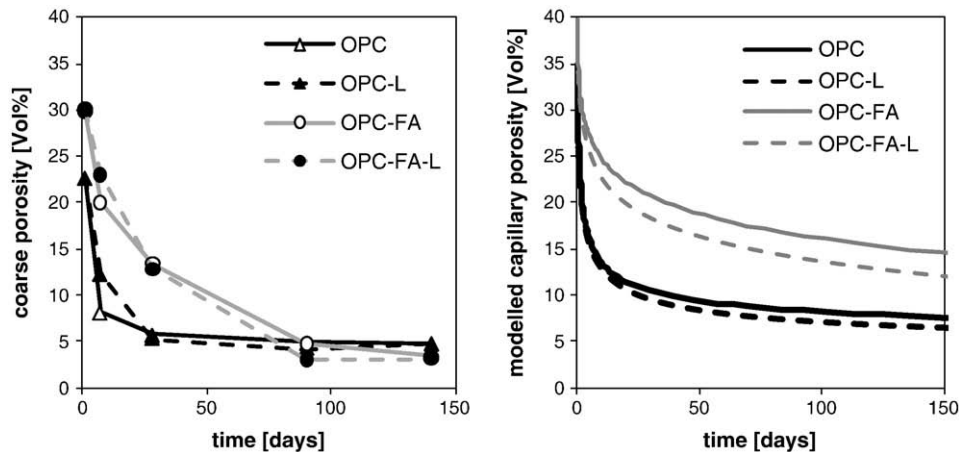 coarse porosity [Vol%]
40
35
30
25
20
15
10
5
0
0 50 100 150
time [days]
OPC
OPC-L
OPC-FA
OPC-FA-L
modelled capillary porosity [Vol%]
40
35
30
25
20
15
10
5
0
0 50 100 150
time [days]
OPC
OPC-L
OPC-FA
OPC-FA-L